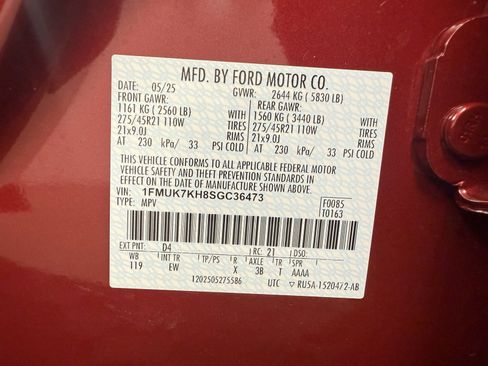 MFD. BY FORD MOTOR CO.
DATE: 05/25 GVWR: 2644 KG ( 5830 LB)
FRONT GAWR: REAR GAWR:
1161 KG ( 2560 LB) 1560 KG ( 3440 LB)
275/45R21 110W TIRES 275/45R21 110W TIRES
21x9.0J RIMS 21x9.0J RIMS
AT 230 kPa/ 33 PSI COLD AT 230 kPa/ 33 PSI COLD
THIS VEHICLE CONFORMS TO ALL APPLICABLE FEDERAL MOTOR
VEHICLE SAFETY AND THEFT PREVENTION STANDARDS
IN EFFECT ON THE DATE OF MANUFACTURE SHOWN ABOVE.
VIN: 1FMUK7KH8SGC36473 F0085
TYPE: MPV T0163
EXT PNT: D4 RC: 21 DSO:
WB INT TR TP/PS R AXLE TR SPR
119 EW X 3B T AAAA
12025052755B6 UTC ▽ RU5A-1520472-AB